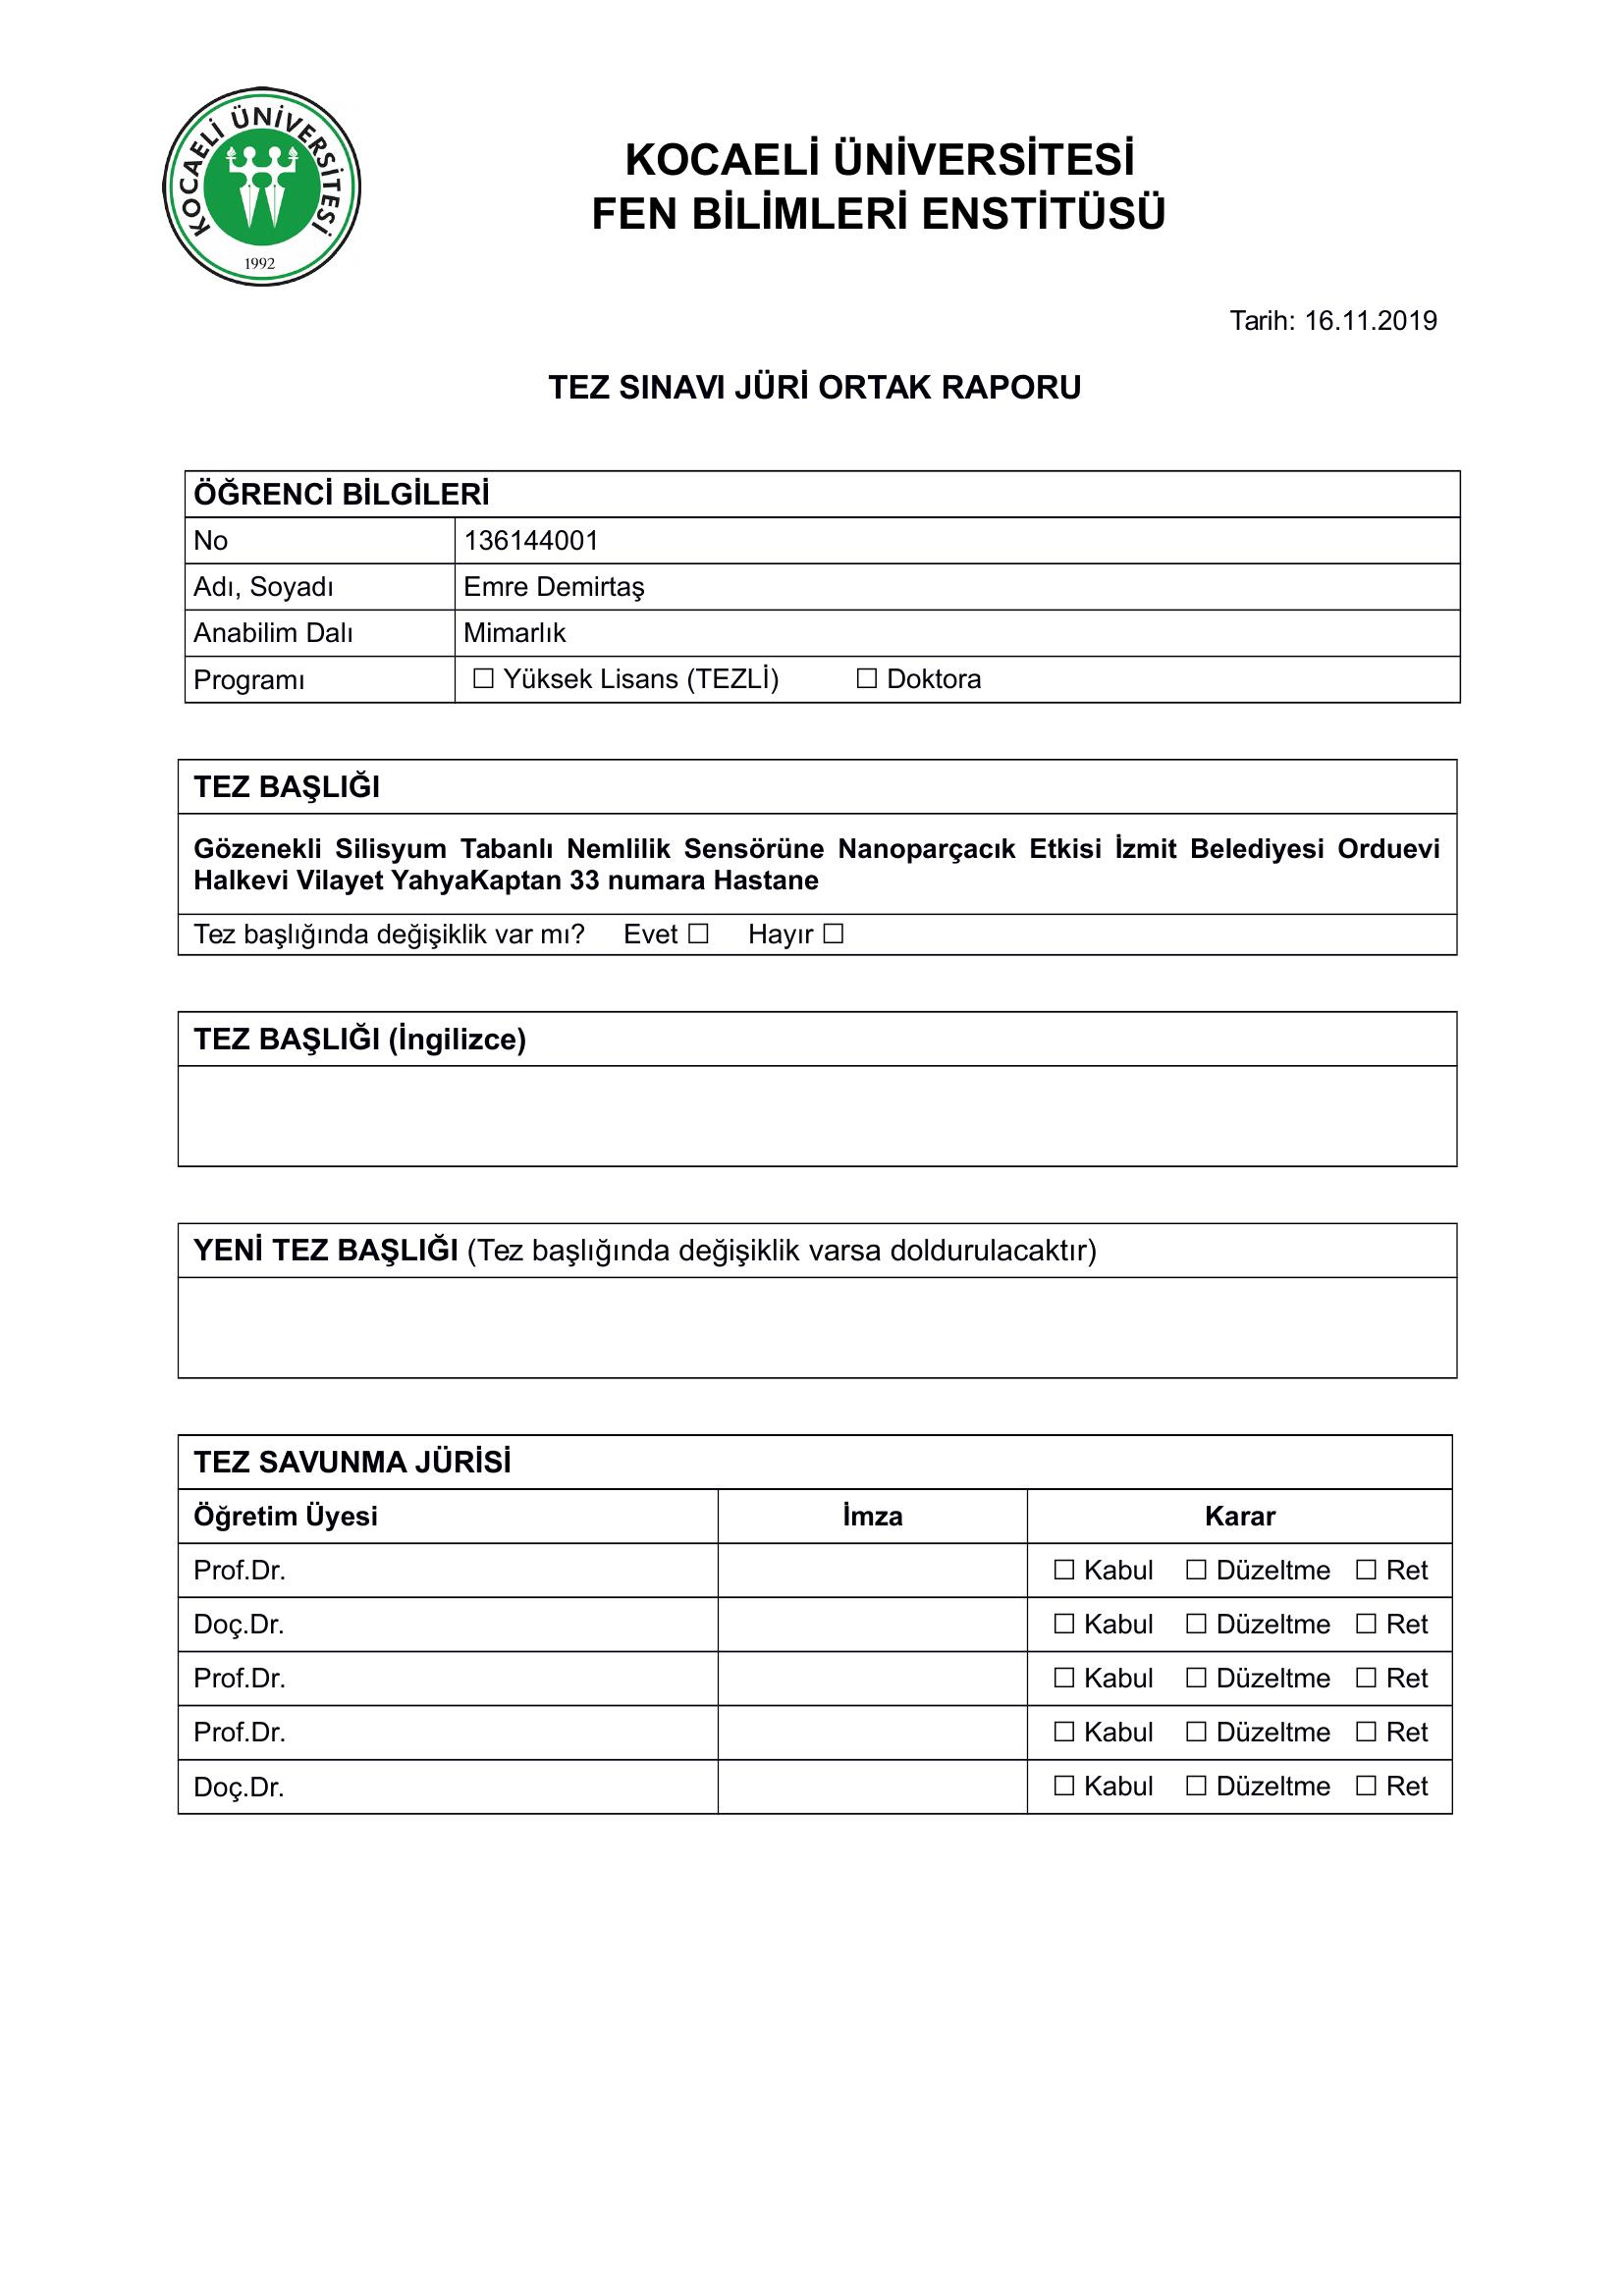 KOCAELİ ÜNİVERSİTESİ
1992
KOCAELİ ÜNİVERSİTESİ
FEN BİLİMLERİ ENSTİTÜSÜ
Tarih: 16.11.2019
TEZ SINAVI JÜRİ ORTAK RAPORU
ÖĞRENCİ BİLGİLERİ
No 136144001
Adı, Soyadı Emre Demirtaş
Anabilim Dalı Mimarlık
Programı ☐ Yüksek Lisans (TEZLİ) ☐ Doktora
TEZ BAŞLIĞI
Gözenekli Silisyum Tabanlı Nemlilik Sensörüne Nanoparçacık Etkisi İzmit Belediyesi Orduevi
Halkevi Vilayet YahyaKaptan 33 numara Hastane
Tez başlığında değişiklik var mı? Evet ☐ Hayır ☐
TEZ BAŞLIĞI (İngilizce)
YENİ TEZ BAŞLIĞI (Tez başlığında değişiklik varsa doldurulacaktır)
TEZ SAVUNMA JÜRİSİ
Öğretim Üyesi İmza Karar
Prof.Dr. ☐ Kabul ☐ Düzeltme ☐ Ret
Doç.Dr. ☐ Kabul ☐ Düzeltme ☐ Ret
Prof.Dr. ☐ Kabul ☐ Düzeltme ☐ Ret
Prof.Dr. ☐ Kabul ☐ Düzeltme ☐ Ret
Doç.Dr. ☐ Kabul ☐ Düzeltme ☐ Ret